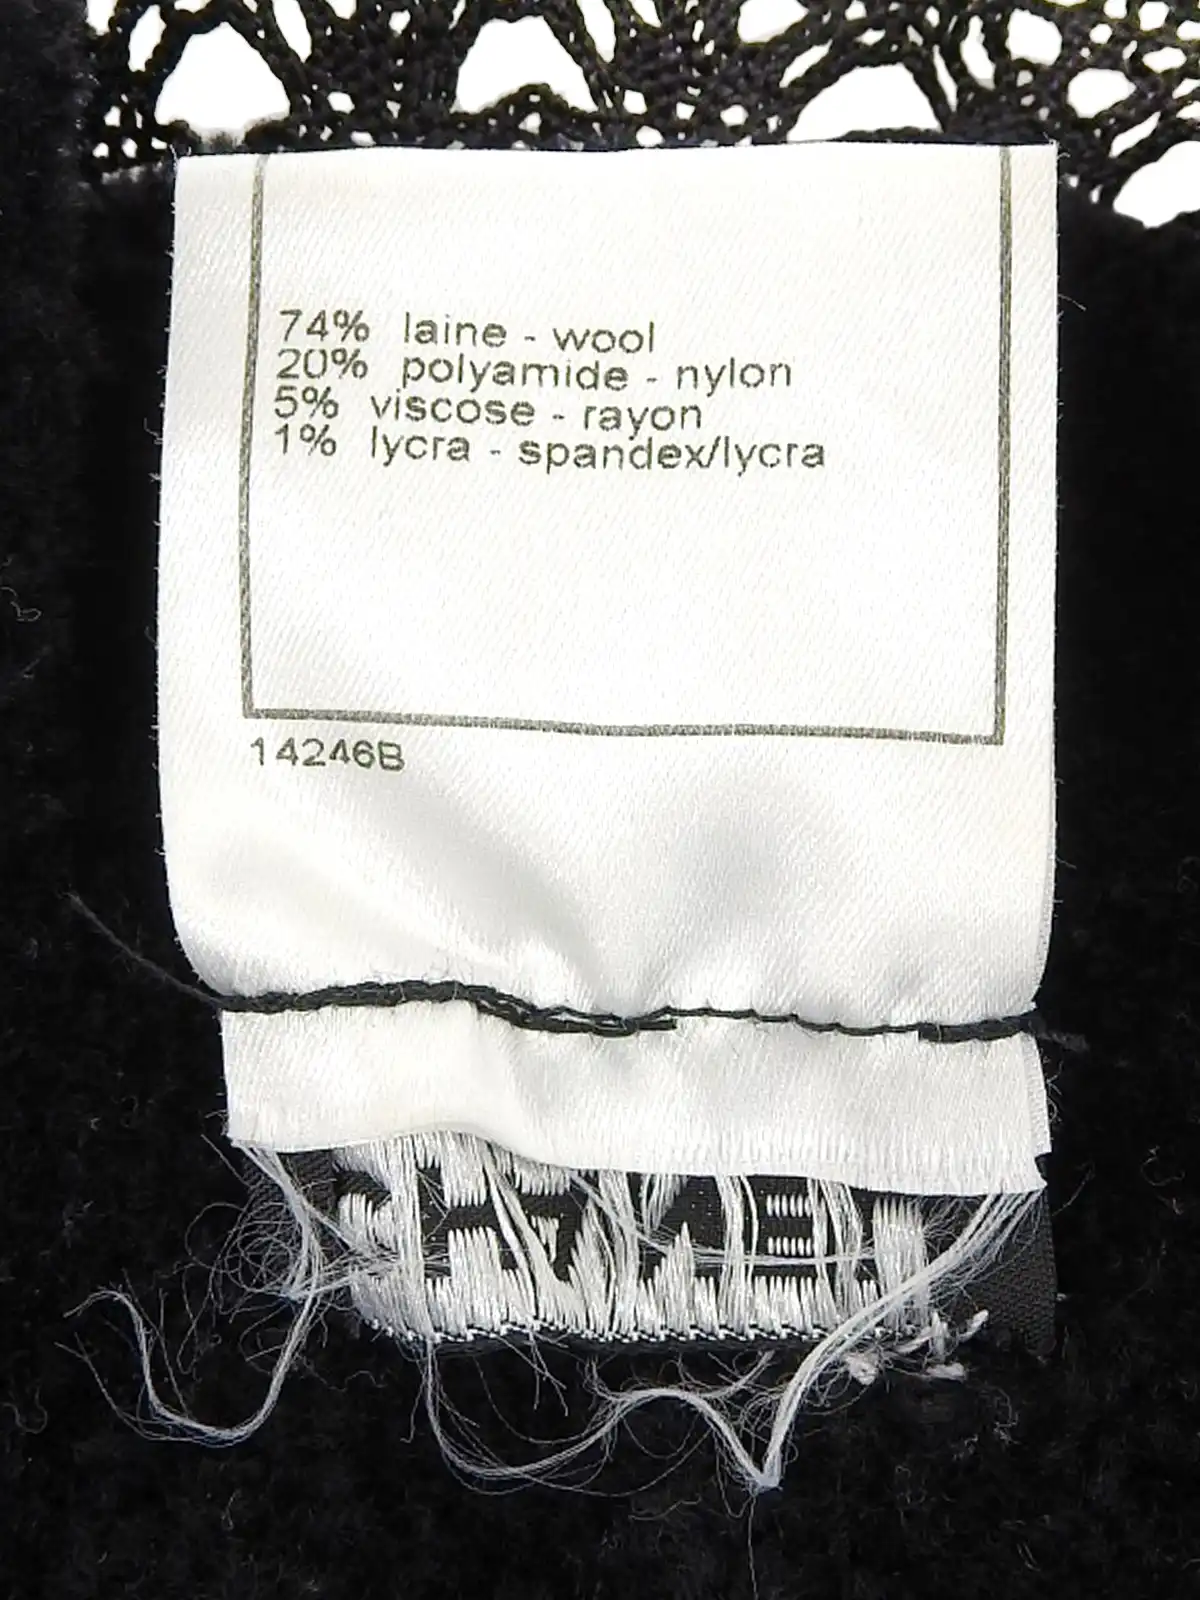 74% laine - wool
20% polyamide - nylon
5% viscose - rayon
1% lycra - spandex/lycra
14246B